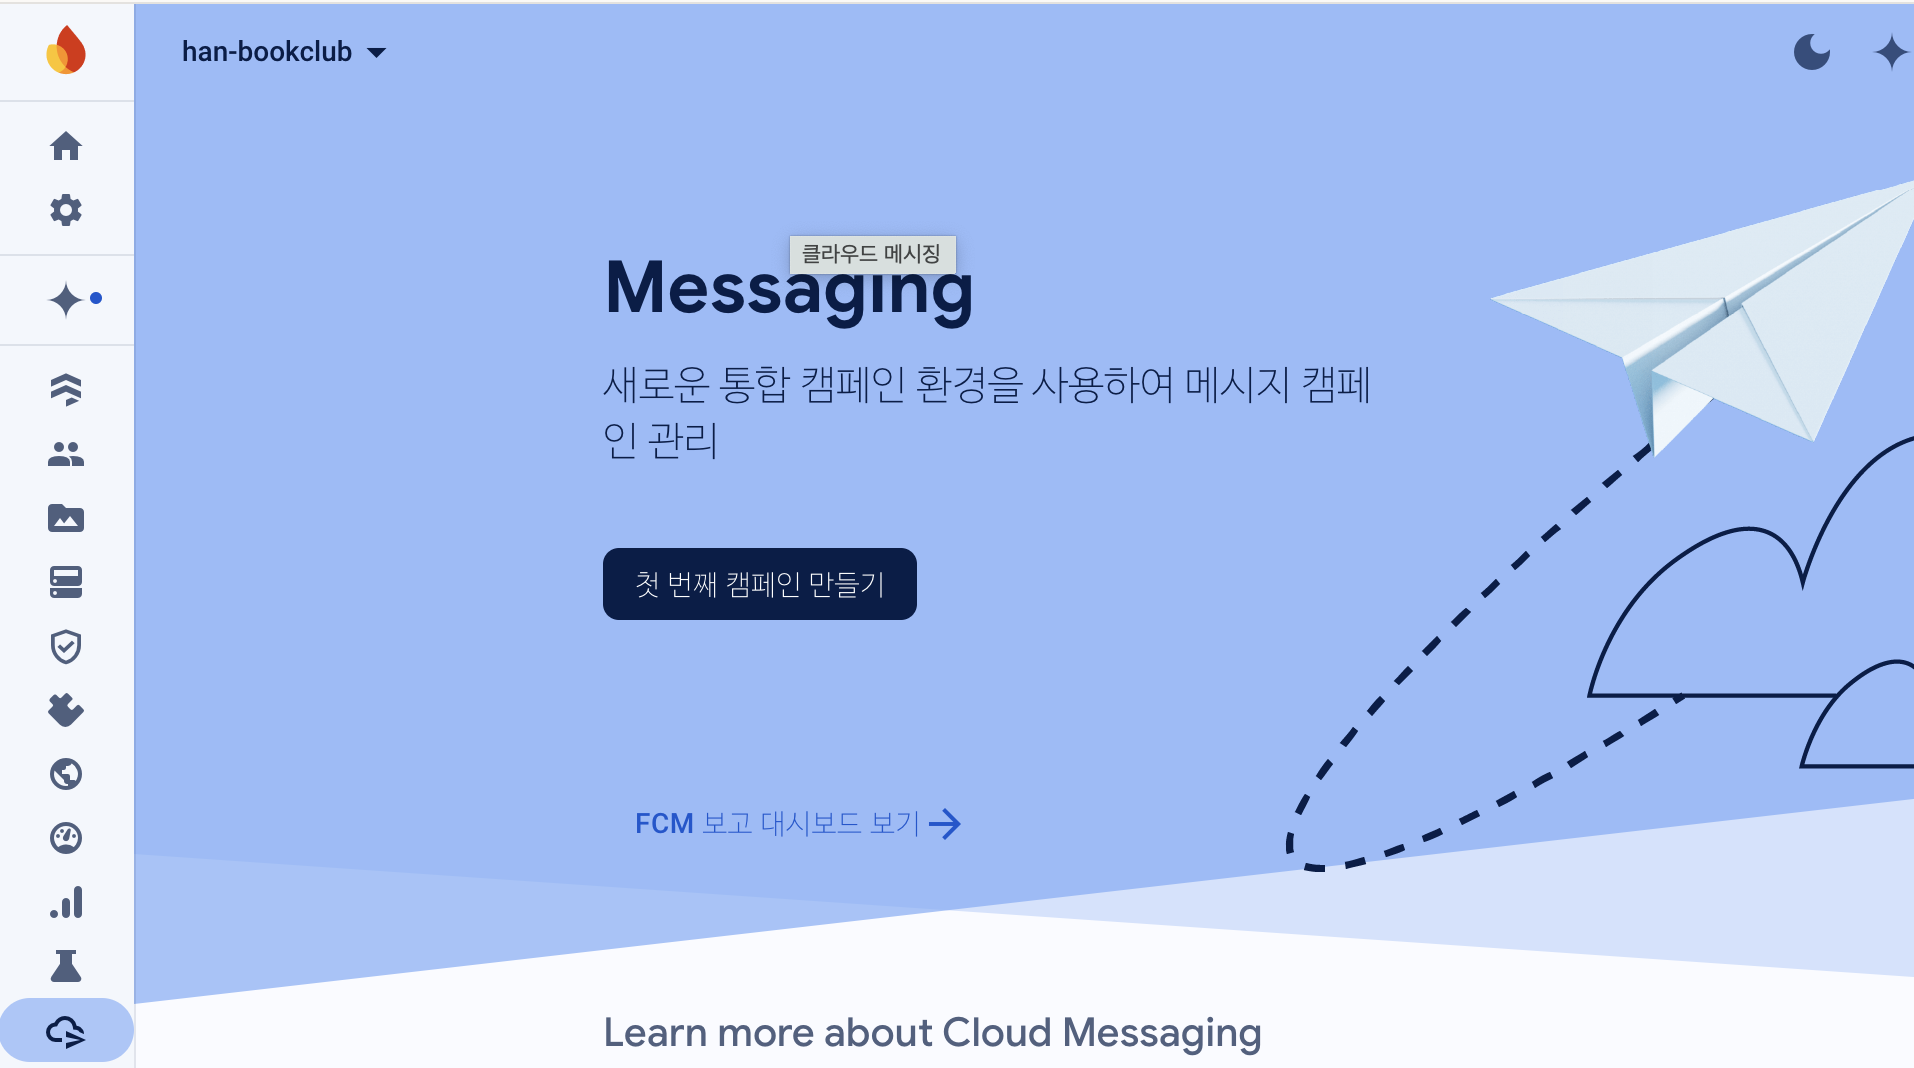 han-bookclub
클라우드 메시징
Messaging
새로운 통합 캠페인 환경을 사용하여 메시지 캠페
인 관리
첫 번째 캠페인 만들기
FCM 보고 대시보드 보기
Learn more about Cloud Messaging